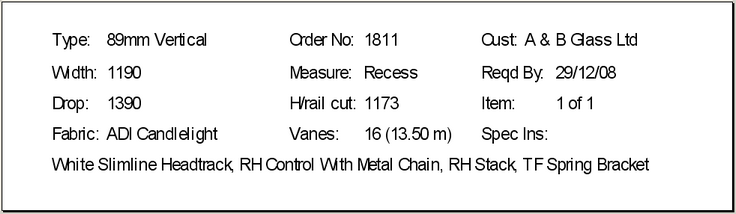 Type: 89mm Vertical Order No: 1811 Cust: A & B Glass Ltd
Width: 1190 Measure: Recess Reqd By: 29/12/08
Drop: 1390 H/rail cut: 1173 Item: 1 of 1
Fabric: ADI Candlelight Vanes: 16 (13.50 m) Spec Ins:
White Slimline Headtrack, RH Control With Metal Chain, RH Stack, TF Spring Bracket